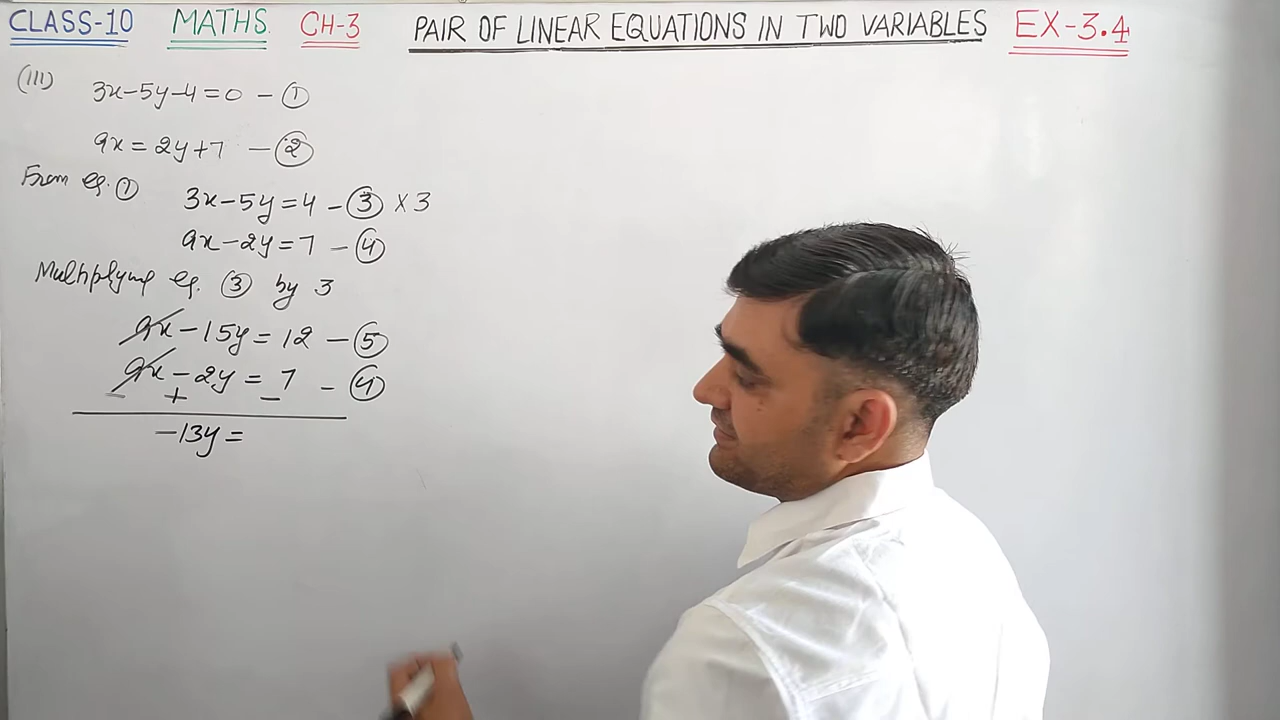 CLASS-10 MATHS. CH-3 PAIR OF LINEAR EQUATIONS IN TWO VARIABLES EX-3.4
(III) 3x-5y-4=0 - ①
9x = 2y+7 - ②
From eq. ①
3x-5y=4 - ③ ×3
9x-2y=7 - ④
Multiplying eq. ③ by 3
9x-15y=12 - ⑤
9x-2y=7 - ④
- + -
-13y=